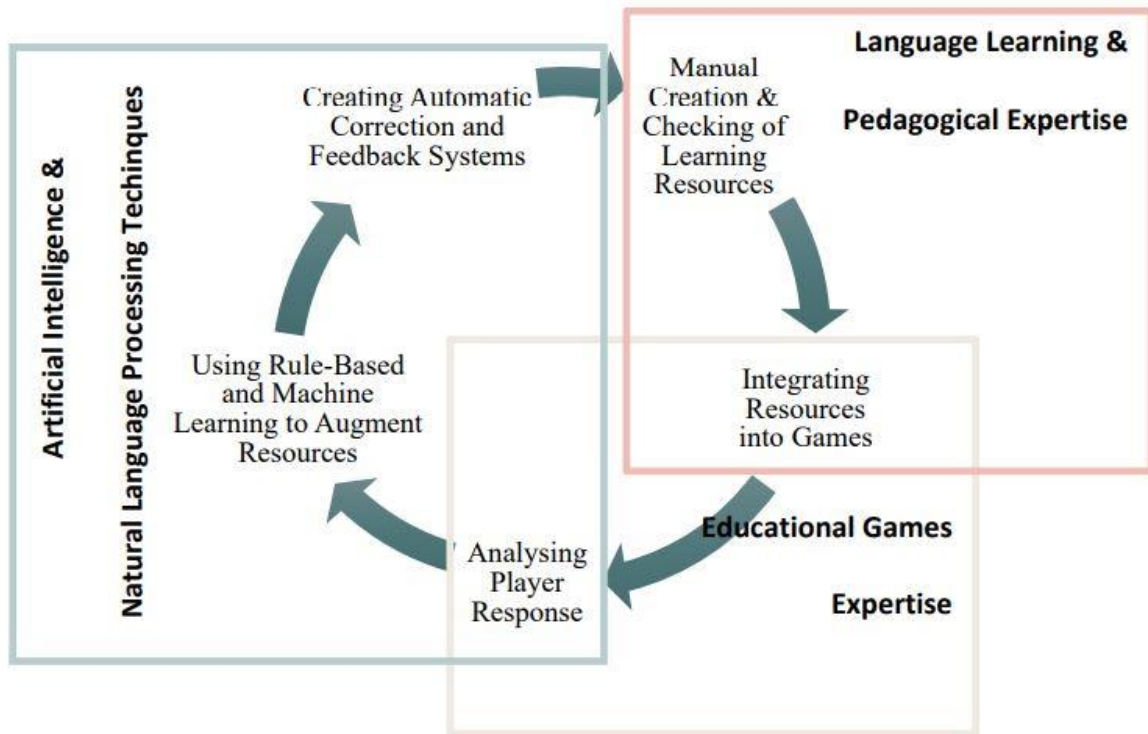 Language Learning &
Pedagogical Expertise
Manual
Creation &
Checking of
Learning
Resources
Integrating
Resources
into Games
Educational Games
Expertise
Analysing
Player
Response
Using Rule-Based
and Machine
Learning to Augment
Resources
Creating Automatic
Correction and
Feedback Systems
Artificial Intelligence &
Natural Language Processing Techinques